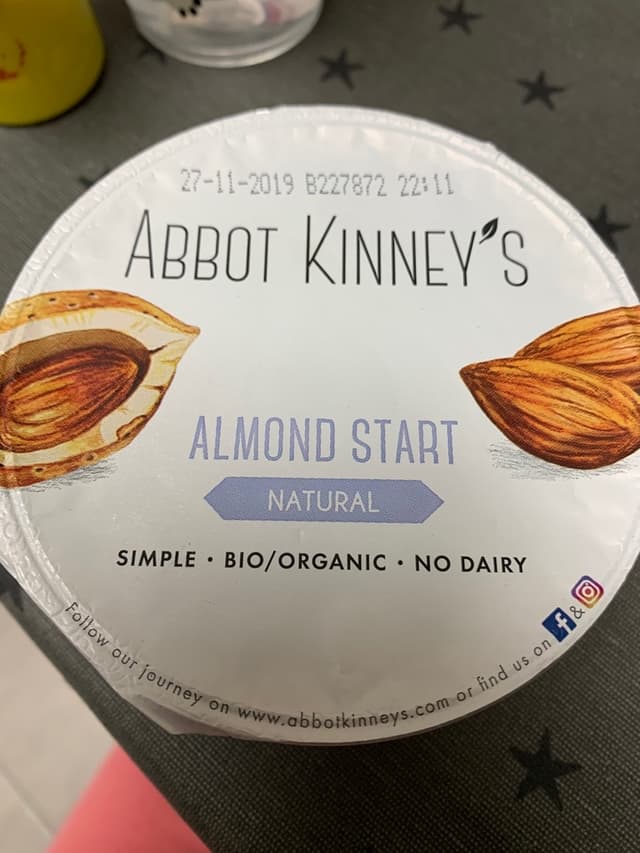 27-11-2019 B227872 22:11
ABBOT KINNEY'S
ALMOND START
NATURAL
SIMPLE • BIO/ORGANIC • NO DAIRY
Follow our journey on www.abbotkinneys.com or find us on f &